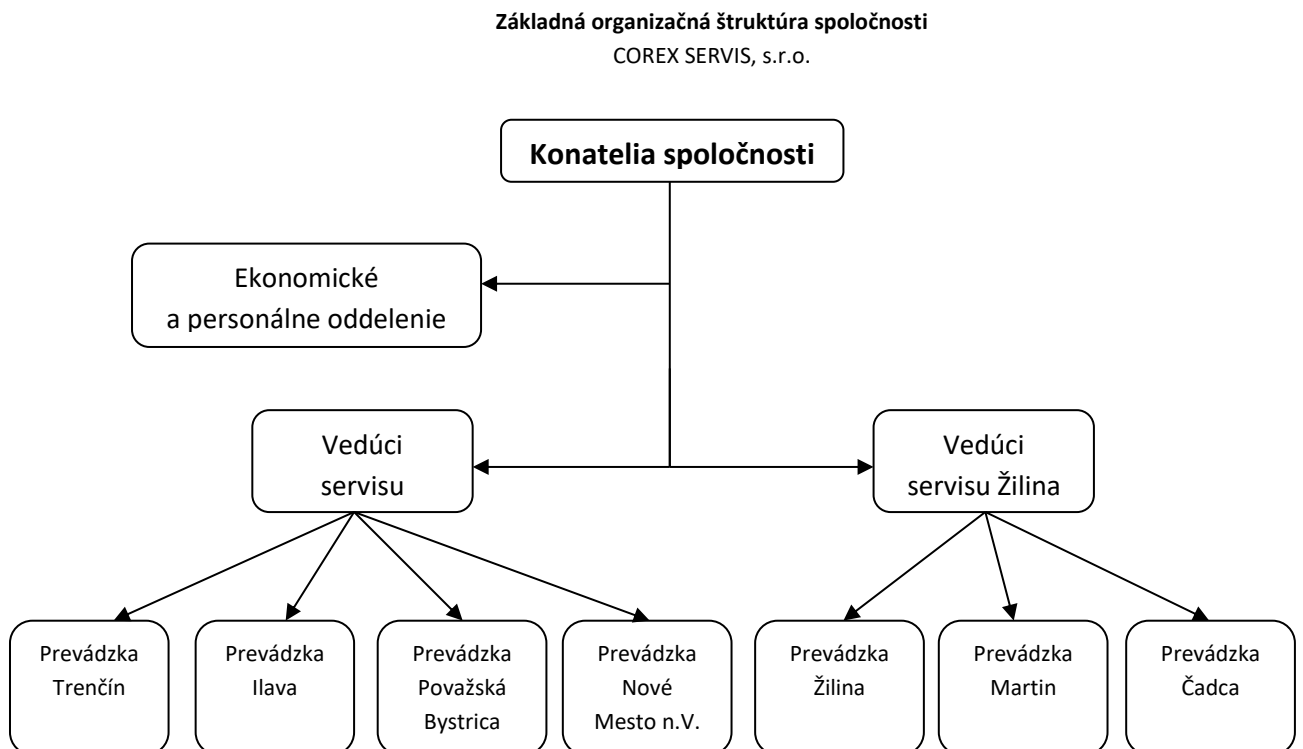 Základná organizačná štruktúra spoločnosti
COREX SERVIS, s.r.o.
Konatelia spoločnosti
Ekonomické
a personálne oddelenie
Vedúci
servisu
Vedúci
servisu Žilina
Prevádzka
Trenčín
Prevádzka
Ilava
Prevádzka
Považská
Bystrica
Prevádzka
Nové
Mesto n.V.
Prevádzka
Žilina
Prevádzka
Martin
Prevádzka
Čadca